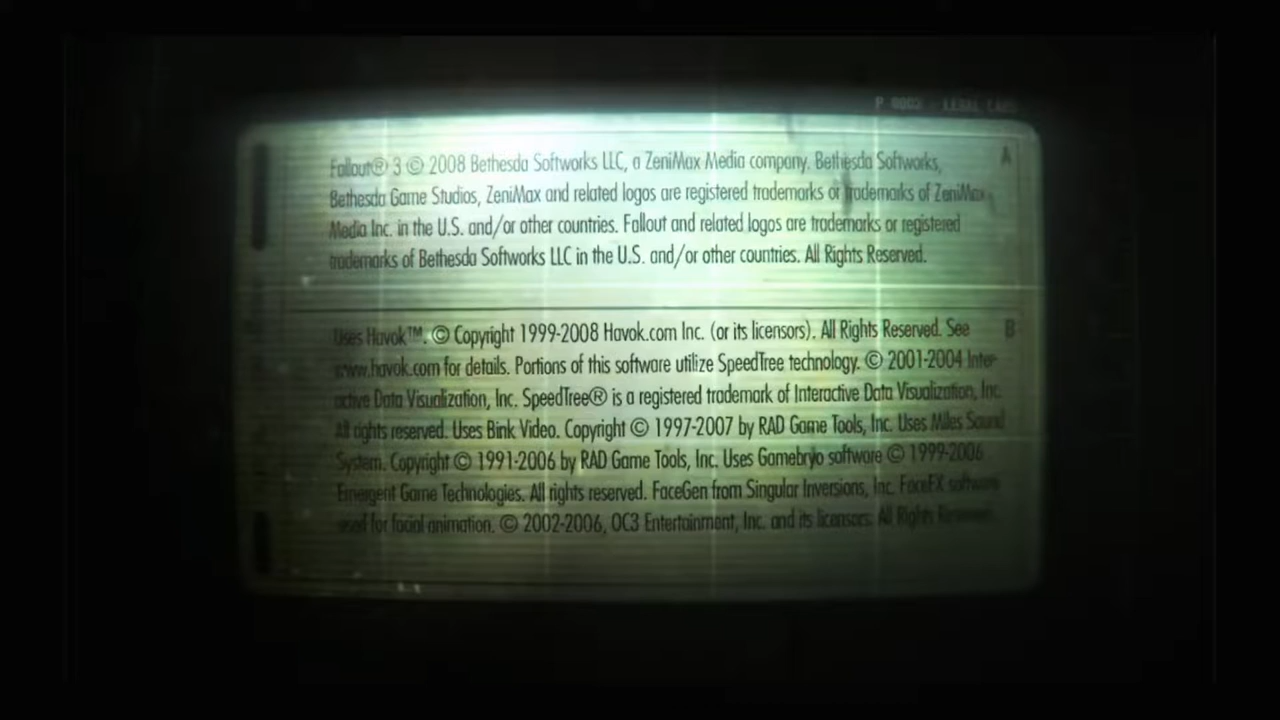 P 0002 - LEGAL CARD
A
Fallout® 3 © 2008 Bethesda Softworks LLC, a ZeniMax Media company. Bethesda Softworks,
Bethesda Game Studios, ZeniMax and related logos are registered trademarks or trademarks of ZeniMax
Media Inc. in the U.S. and/or other countries. Fallout and related logos are trademarks or registered
trademarks of Bethesda Softworks LLC in the U.S. and/or other countries. All Rights Reserved.
B
Uses Havok™. © Copyright 1999-2008 Havok.com Inc. (or its licensors). All Rights Reserved. See
www.havok.com for details. Portions of this software utilize SpeedTree technology. © 2001-2004 Inter-
active Data Visualization, Inc. SpeedTree® is a registered trademark of Interactive Data Visualization, Inc.
All rights reserved. Uses Bink Video. Copyright © 1997-2007 by RAD Game Tools, Inc. Uses Miles Sound
System. Copyright © 1991-2006 by RAD Game Tools, Inc. Uses Gamebryo software © 1999-2006
Emergent Game Technologies. All rights reserved. FaceGen from Singular Inversions, Inc. FaceFX software
used for facial animation. © 2002-2006, OC3 Entertainment, Inc. and its licensors. All Rights Reserved.